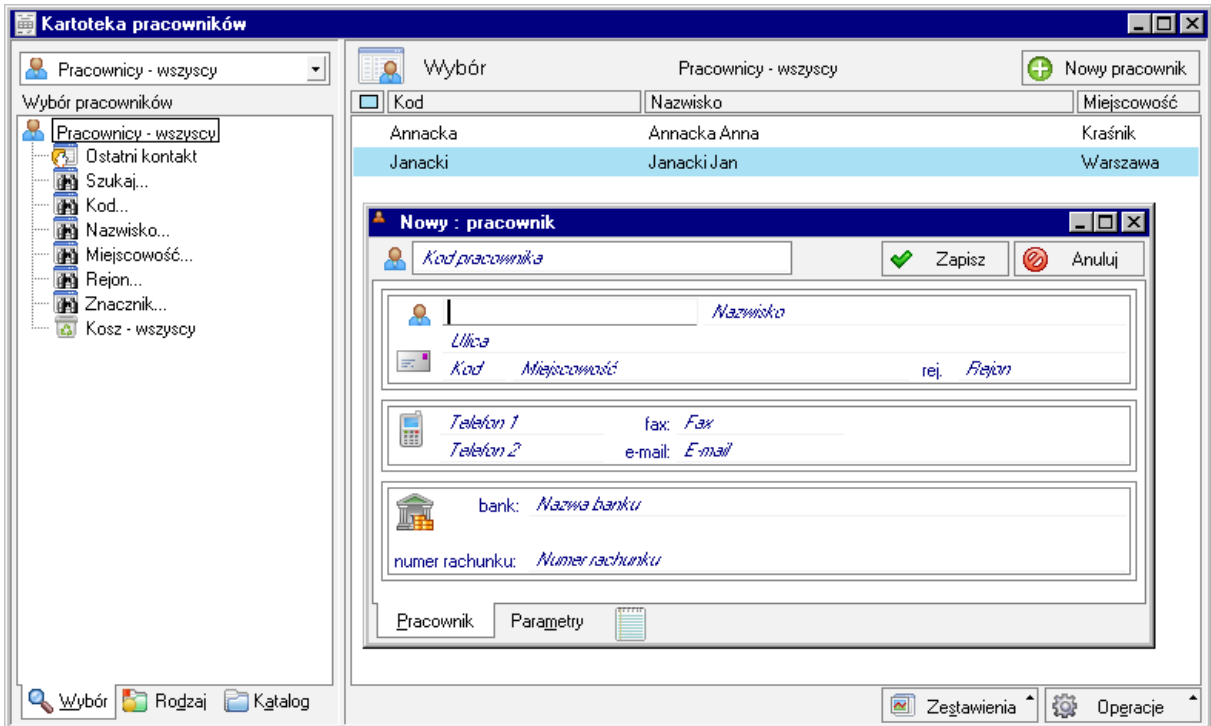 Kartoteka pracowników
Pracownicy - wszyscy
Wybór pracowników
Pracownicy - wszyscy
Ostatni kontakt
Szukaj...
Kod...
Nazwisko...
Miejscowość...
Rejon...
Znacznik...
Kosz - wszyscy
Wybór
Rodzaj
Katalog
Wybór Pracownicy - wszyscy Nowy pracownik
Kod Nazwisko Miejscowość
Annacka Annacka Anna Kraśnik
Janacki Janacki Jan Warszawa
Nowy : pracownik
Kod pracownika Zapisz Anuluj
Nazwisko
Ulica
Kod Miejscowość rej. Rejon
Telefon 1 fax: Fax
Telefon 2 e-mail: E-mail
bank: Nazwa banku
numer rachunku: Numer rachunku
Pracownik Parametry
Zestawienia Operacje